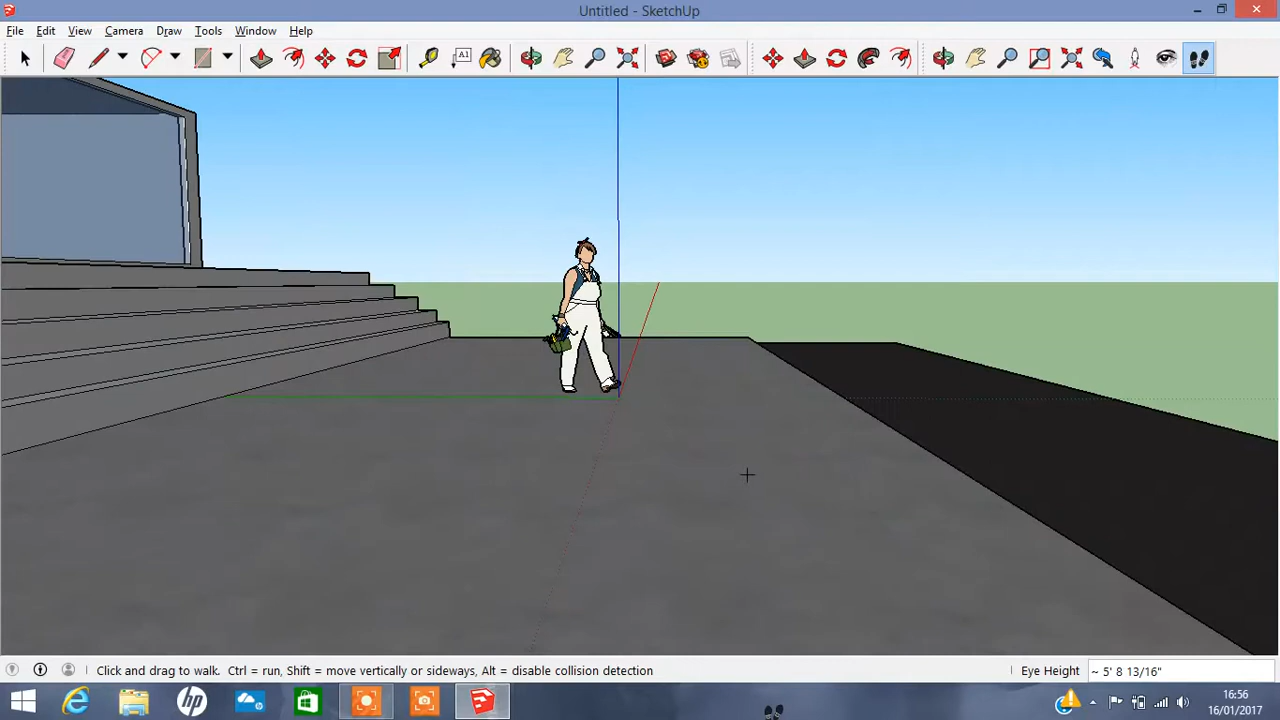 Untitled - SketchUp
File Edit View Camera Draw Tools Window Help
A1
Click and drag to walk. Ctrl = run, Shift = move vertically or sideways, Alt = disable collision detection
Eye Height ~ 5' 8 13/16"
16:56
16/01/2017